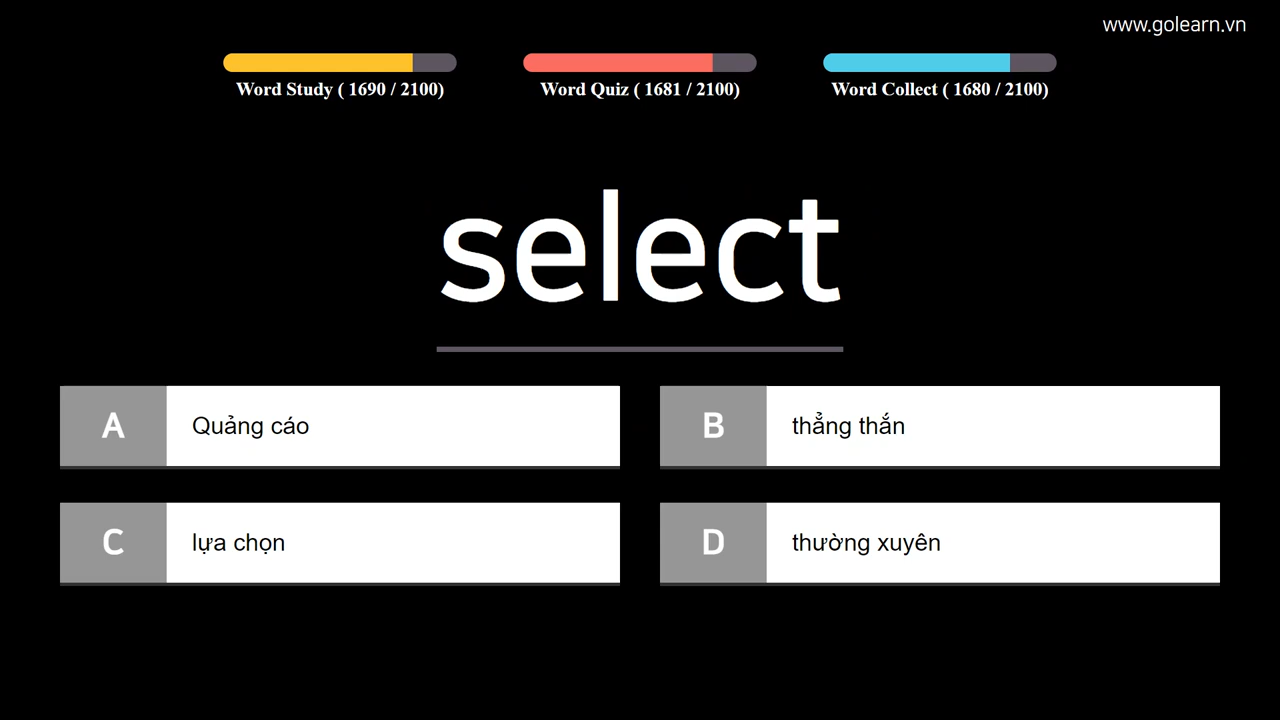 www.golearn.vn
Word Study ( 1690 / 2100)
Word Quiz ( 1681 / 2100)
Word Collect ( 1680 / 2100)
select
A Quảng cáo
B thẳng thắn
C lựa chọn
D thường xuyên